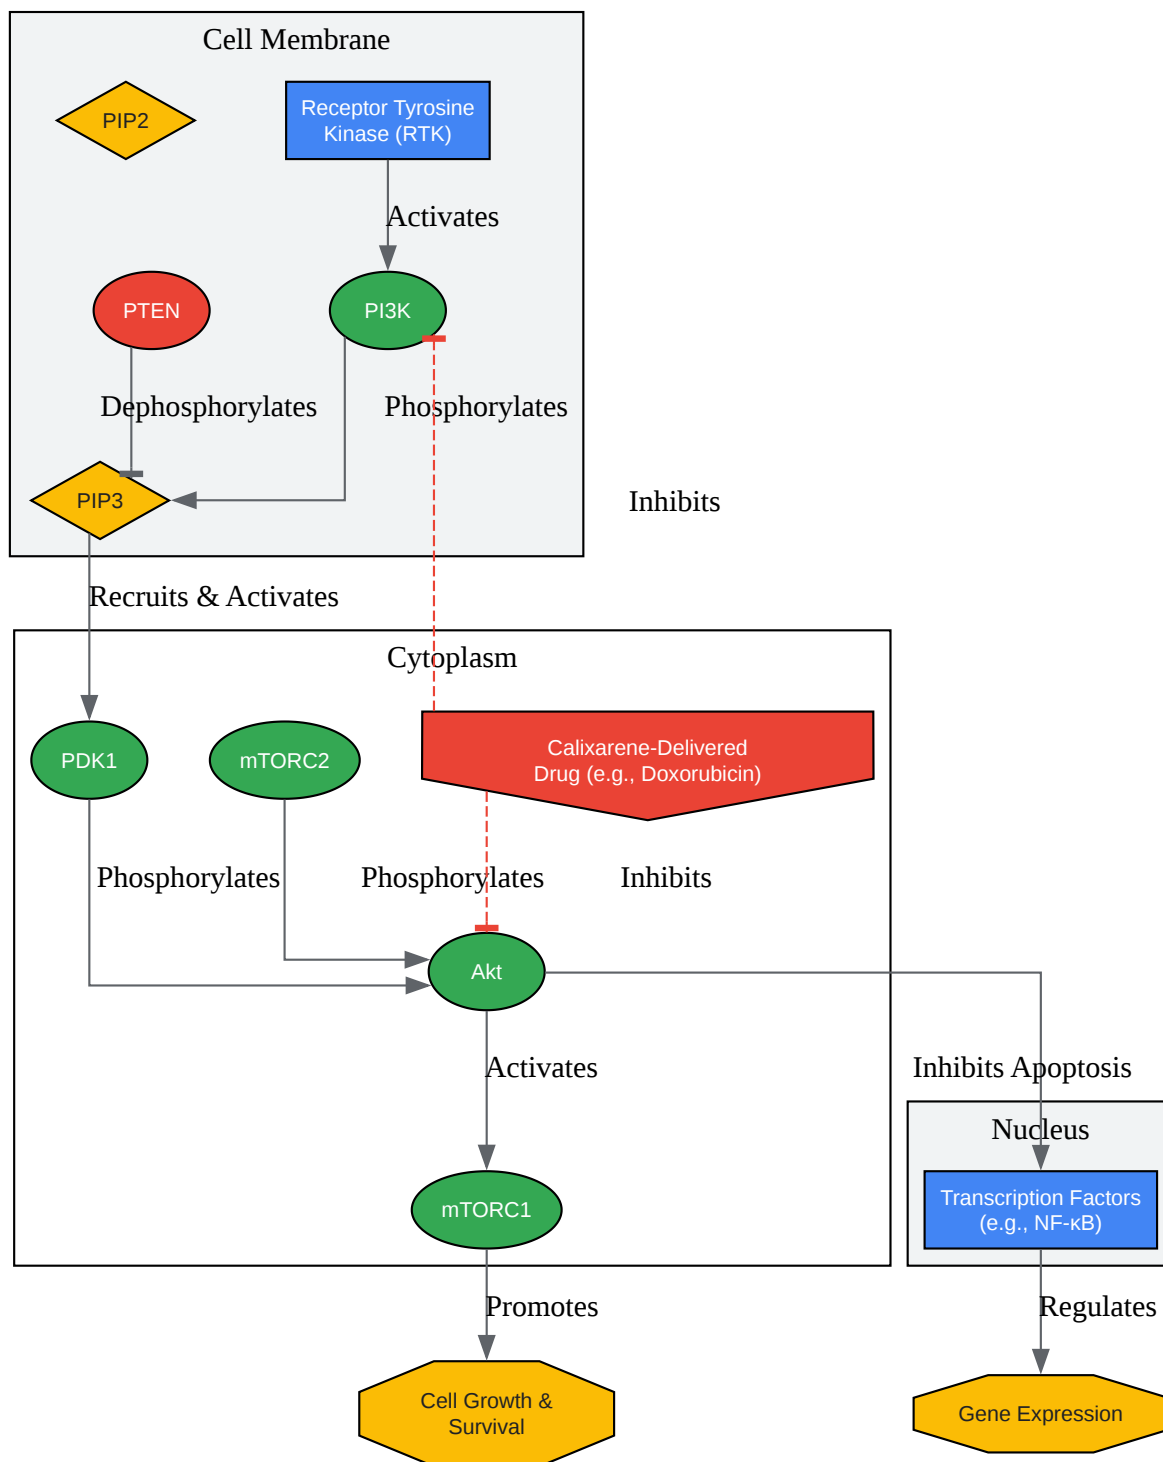 Cell Membrane
PIP2
Receptor Tyrosine
Kinase (RTK)
Activates
PTEN
PI3K
Dephosphorylates
Phosphorylates
PIP3
Inhibits
Recruits & Activates
Cytoplasm
PDK1
mTORC2
Calixarene-Delivered
Drug (e.g., Doxorubicin)
Phosphorylates
Phosphorylates
Inhibits
Akt
Activates
Inhibits Apoptosis
Nucleus
mTORC1
Transcription Factors
(e.g., NF-κB)
Promotes
Regulates
Cell Growth &
Survival
Gene Expression